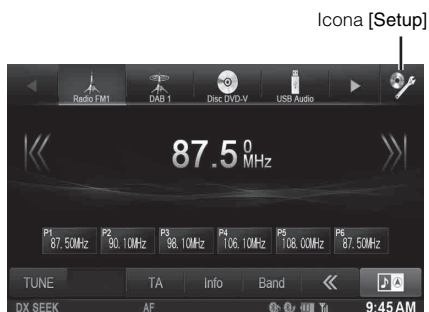 Icona [Setup]
Radio FM1 DAB 1 Disc DVD-V USB Audio
87.50 MHz
P1 P2 P3 P4 P5 P6
87. 50MHz 90. 10MHz 98. 10MHz 106. 10MHz 108. 00MHz 87. 50MHz
TUNE TA Info Band
DX SEEK AF 9:45 AM